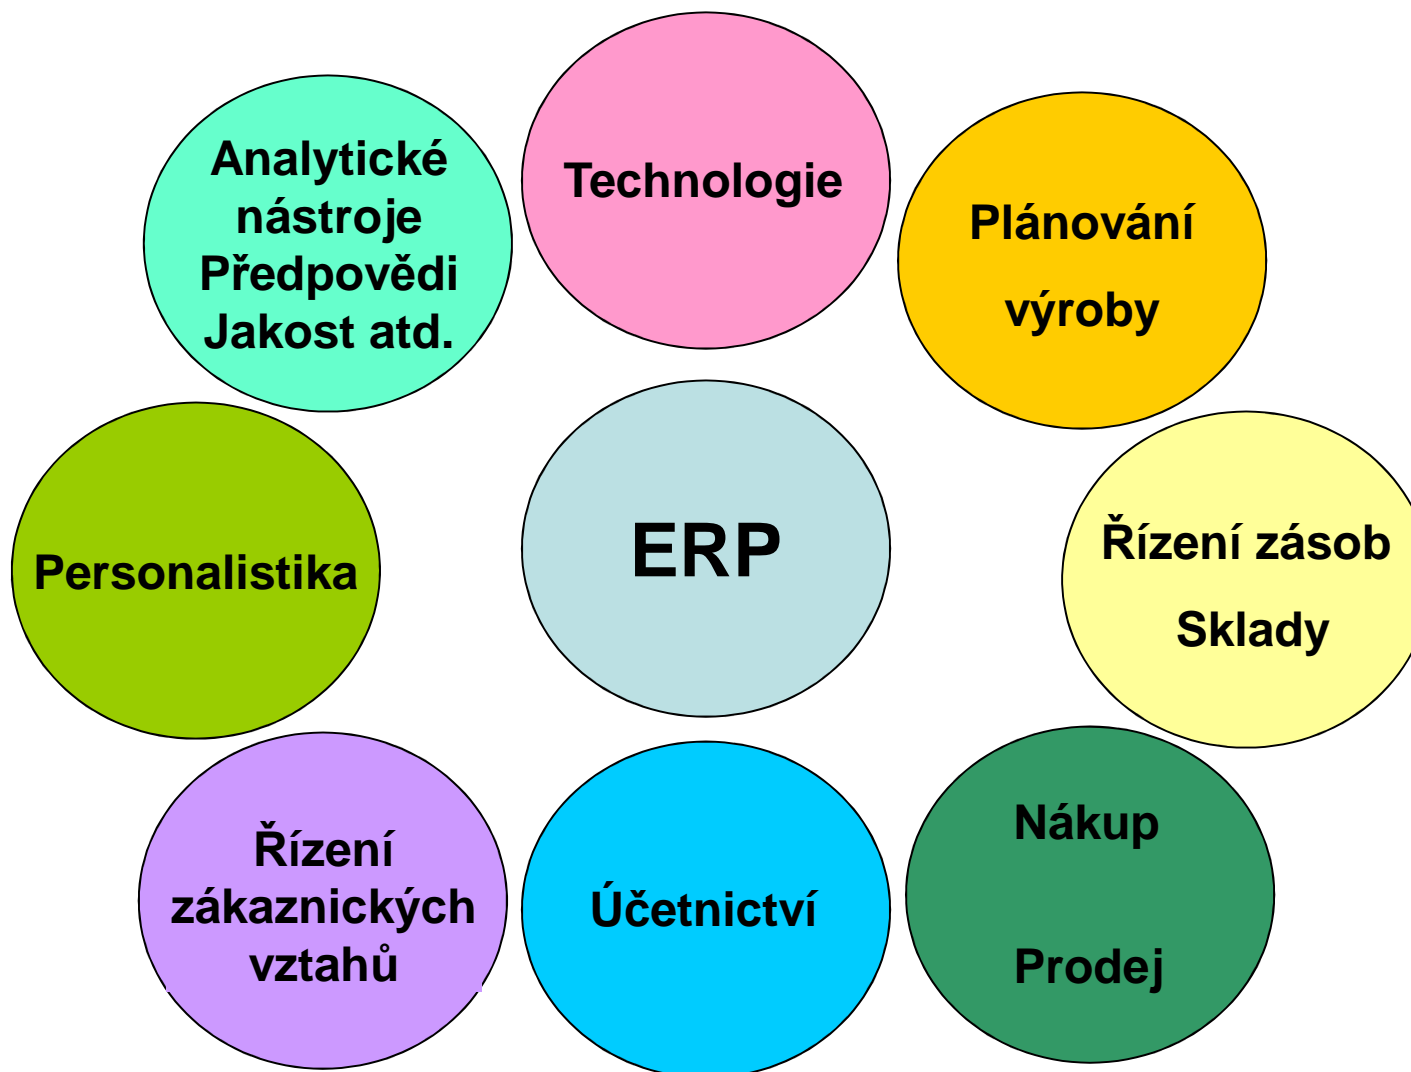 Technologie
Analytické
nástroje
Předpovědi
Jakost atd.
Plánování
výroby
Personalistika
ERP
Řízení zásob
Sklady
Řízení
zákaznických
vztahů
Účetnictví
Nákup
Prodej